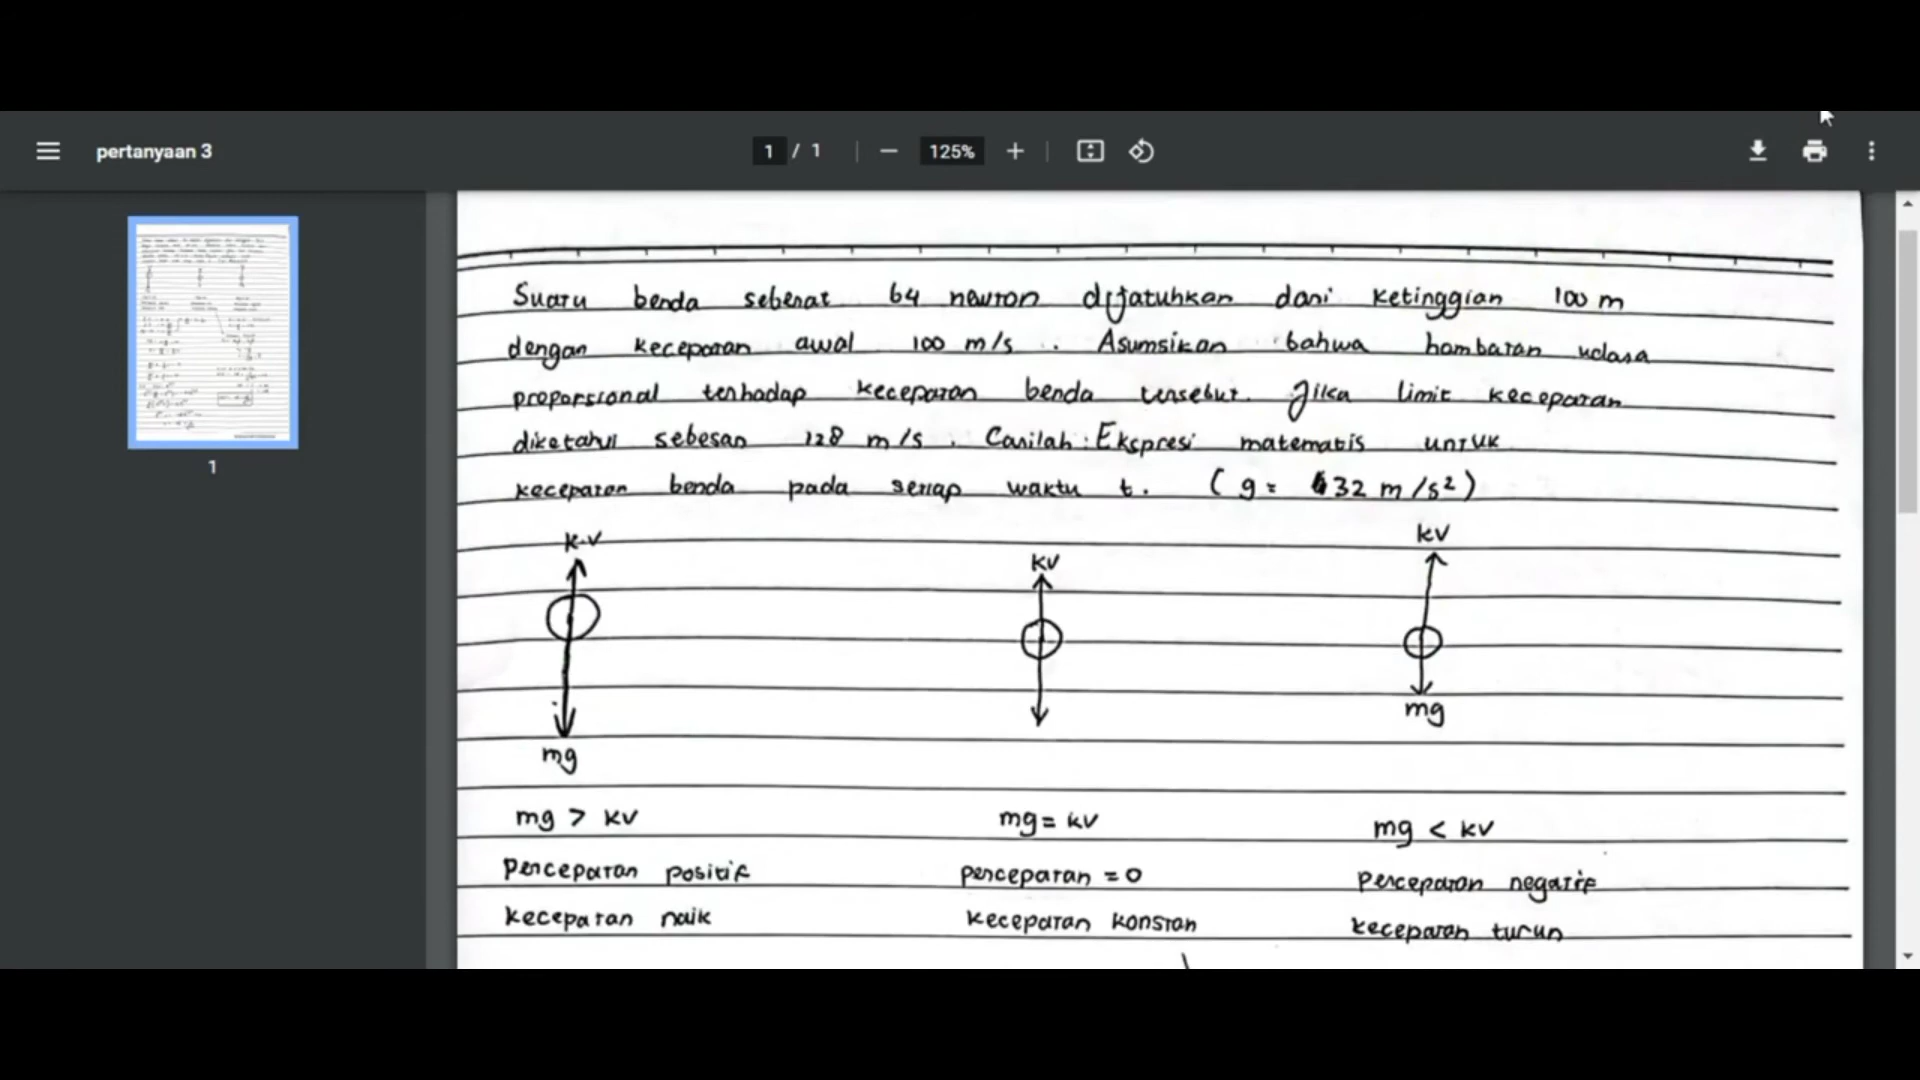 pertanyaan 3
1 / 1
125%
1
Suatu benda seberat 64 newton dijatuhkan dari ketinggian 100 m
dengan kecepatan awal 100 m/s. Asumsikan bahwa hambatan udara
proporsional terhadap kecepatan benda tersebut. Jika limit kecepatan
diketahui sebesar 128 m/s. Carilah: Ekspresi matematis untuk
kecepatan benda pada setiap waktu t. (g = 32 m/s²)
k.v kv kv
mg mg
mg > kv mg = kv mg < kv
Percepatan positif percepatan = 0 Percepatan negatif
kecepatan naik kecepatan konstan kecepatan turun